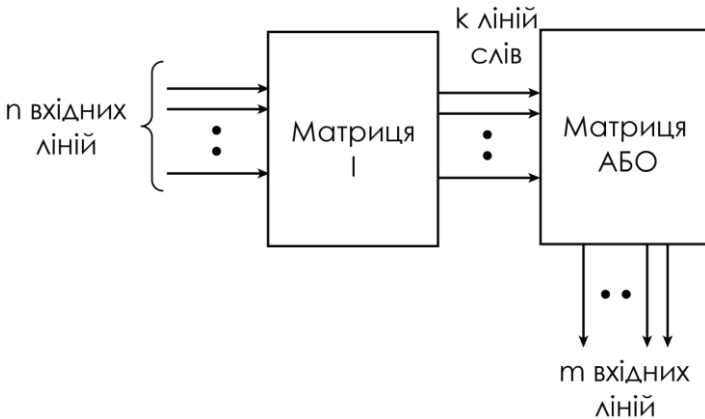 k ліній
слів
n вхідних
ліній
Матриця
І
Матриця
АБО
m вхідних
ліній